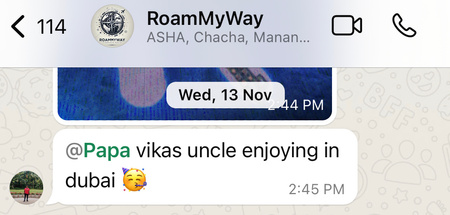 114
RoamMyWay
ROAMMYWAY
ASHA, Chacha, Manan...
Wed, 13 Nov
2:44 PM
@Papa vikas uncle enjoying in
dubai 🥳
2:45 PM